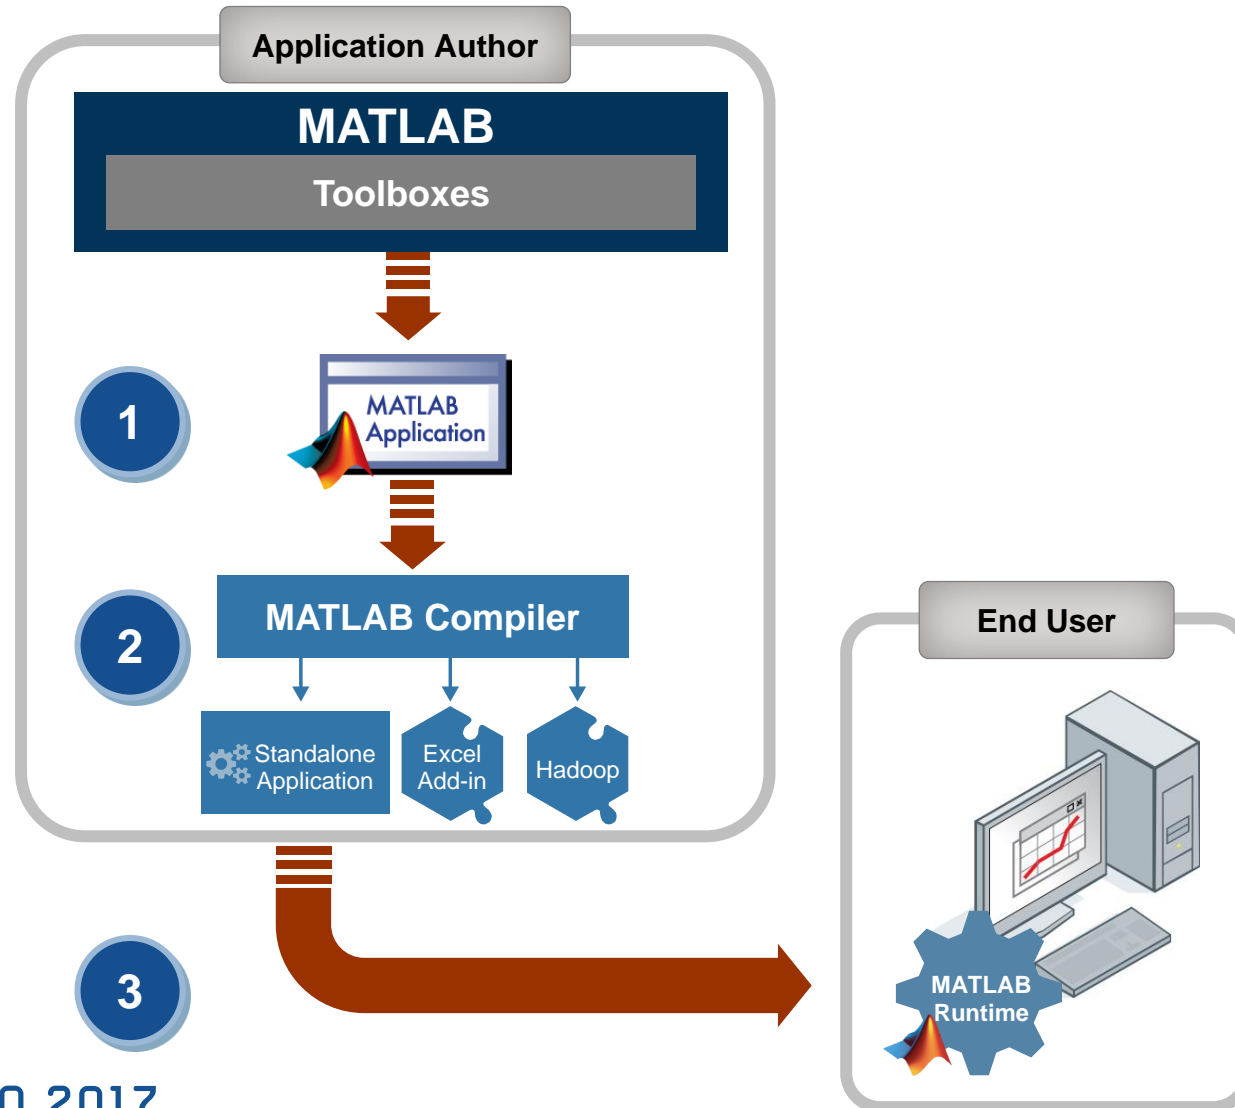 Application Author
MATLAB
Toolboxes
1
MATLAB
Application
2
MATLAB Compiler
Standalone
Application
Excel
Add-in
Hadoop
End User
3
MATLAB
Runtime
2017